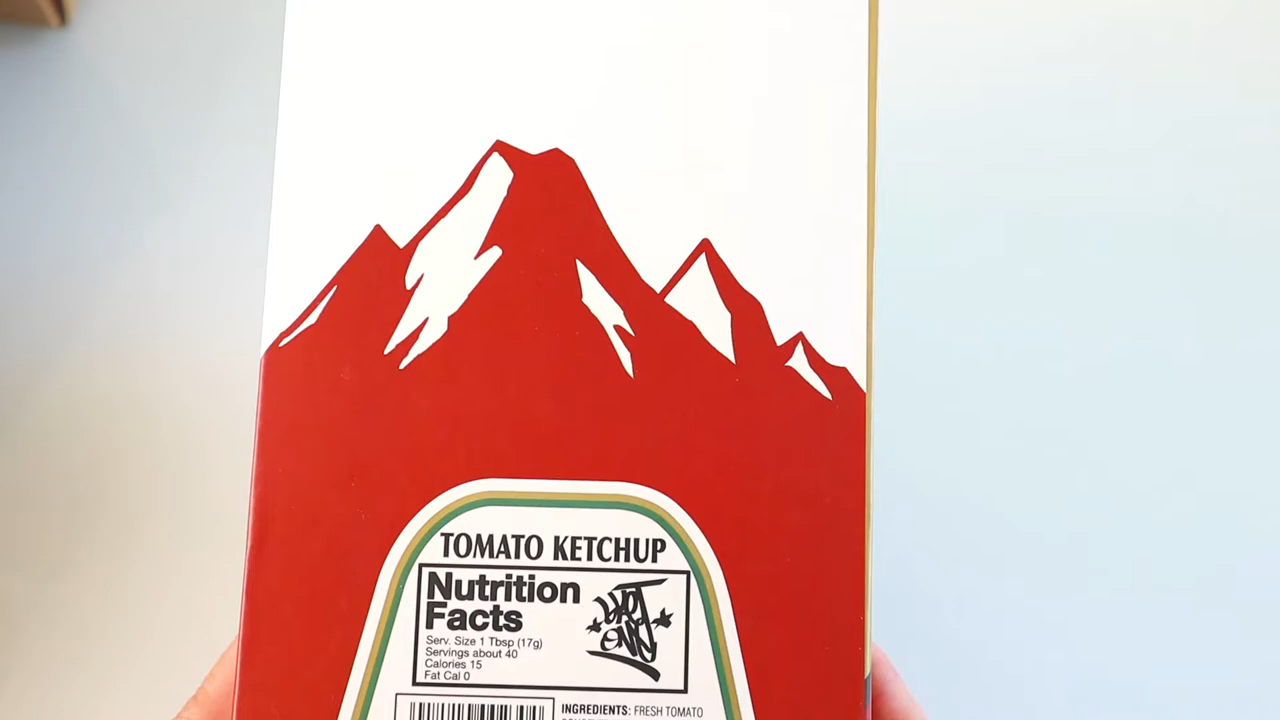 TOMATO KETCHUP
Nutrition
Facts
Serv. Size 1 Tbsp (17g)
Servings about 40
Calories 15
Fat Cal 0
INGREDIENTS: FRESH TOMATO